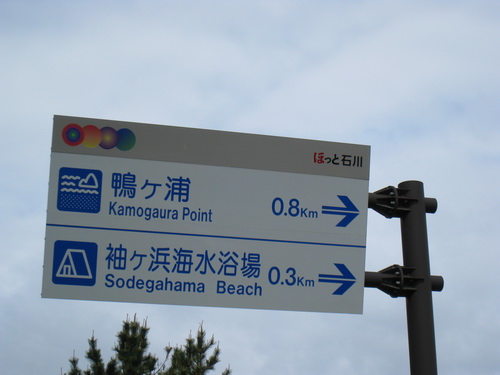 ほっと石川
鴨ヶ浦 0.8Km
Kamogaura Point
袖ヶ浜海水浴場 0.3Km
Sodegahama Beach